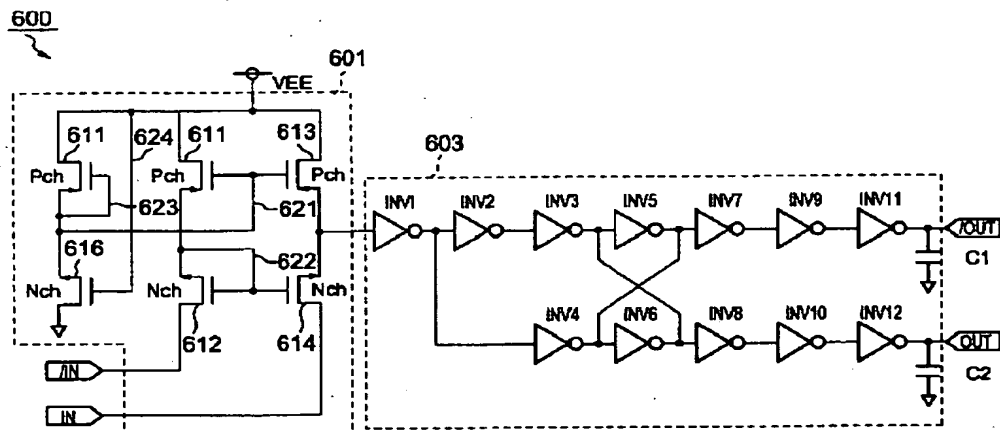 600
601
VEE
611
624
611
613
603
Pch
Pch
Pch
623
621
INV1
INV2
INV3
INV5
INV7
INV9
INV11
/OUT
C1
616
622
Nch
Nch
Nch
612
614
INV4
INV6
INV8
INV10
INV12
OUT
C2
/IN
IN